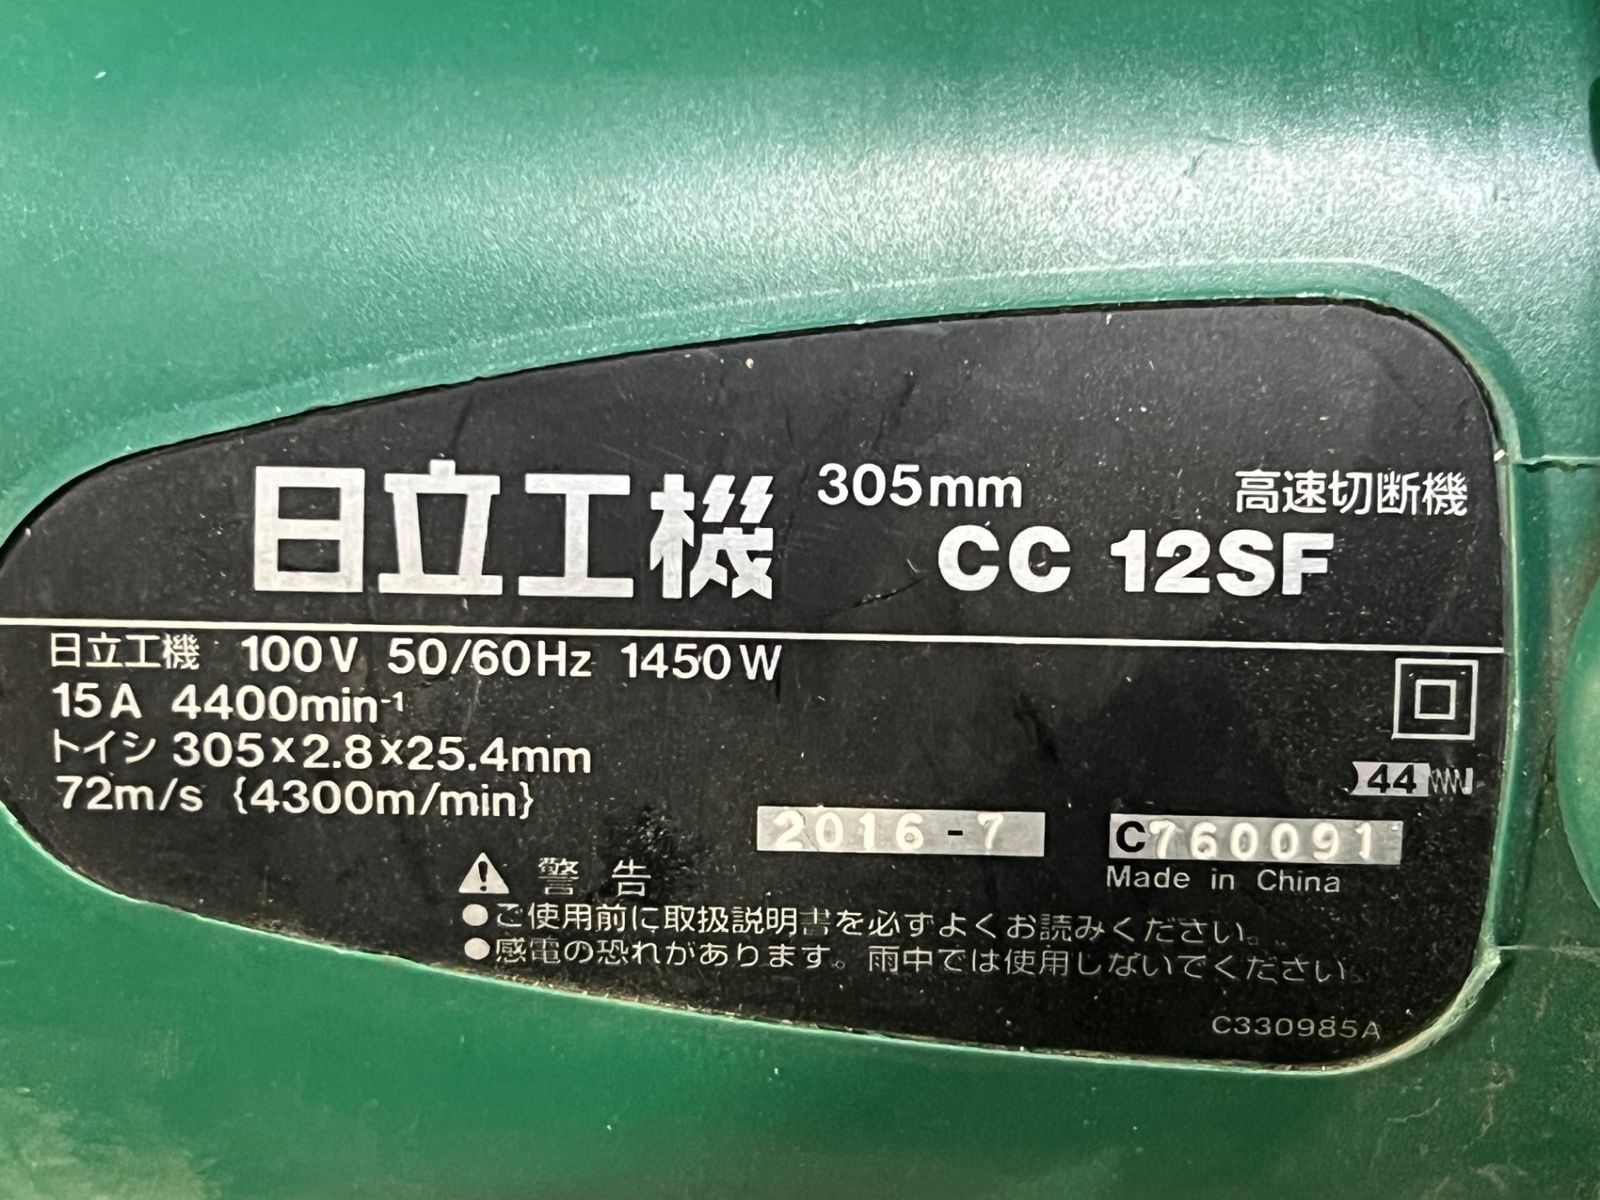 日立工機 305mm 高速切断機
CC 12SF
日立工機 100V 50/60Hz 1450W
15A 4400min⁻¹
トイシ 305×2.8×25.4mm
72m/s {4300m/min}
44
2016-7 C760091
Made in China
警告
●ご使用前に取扱説明書を必ずよくお読みください。
●感電の恐れがあります。雨中では使用しないでください。
C330985A